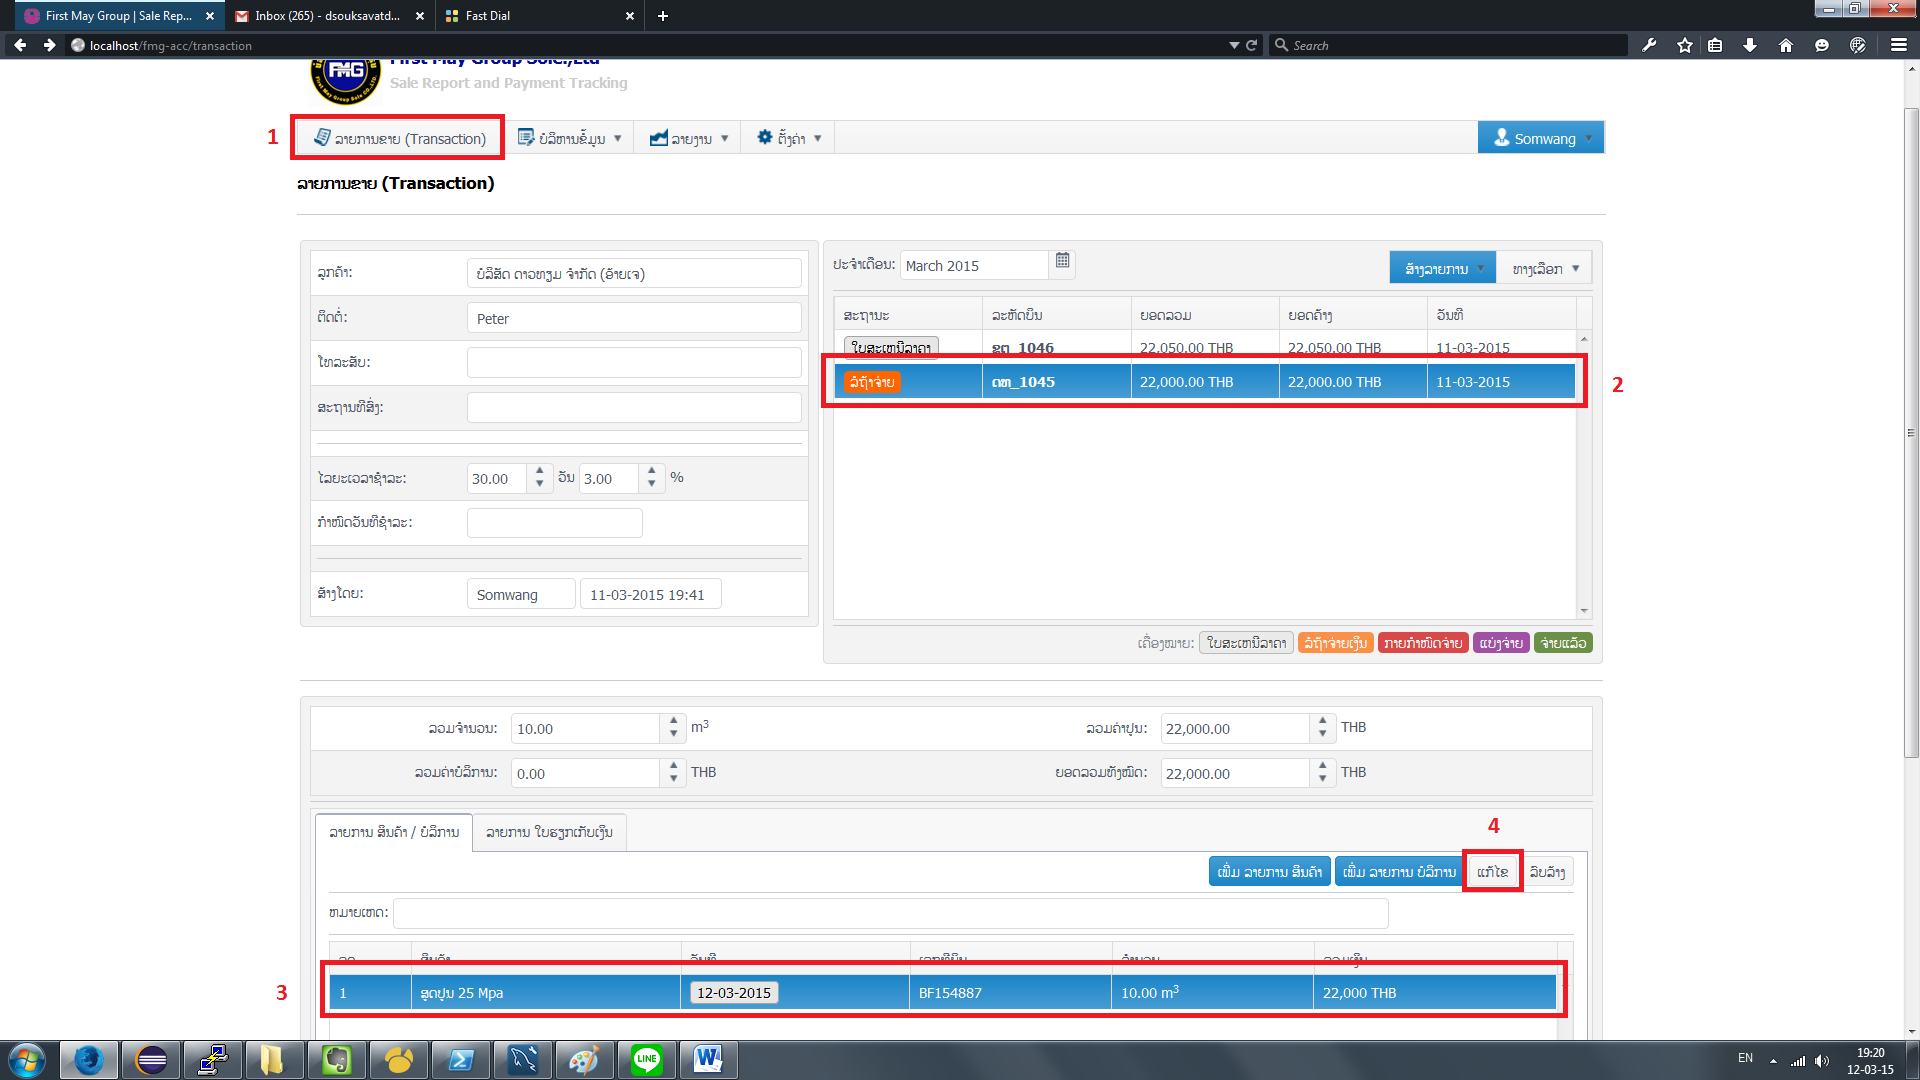 First May Group | Sale Rep...
Inbox (265) - dsouksavatd...
Fast Dial
localhost/fmg-acc/transaction
Search
FMG
First May Group Sole.,Ltd
Sale Report and Payment Tracking
1
ລາຍການຂາຍ (Transaction)
ບໍລິຫານຂໍ້ມູນ
ລາຍງານ
ຕັ້ງຄ່າ
Somwang
ລາຍການຂາຍ (Transaction)
ລູກຄ້າ:
ບໍລິສັດ ດາວທຽມ ຈຳກັດ (ອ້າຍເຈ)
ຕິດຕໍ່:
Peter
ໂທລະສັບ:
ສະຖານທີ່ສົ່ງ:
ໄລຍະເວລາຊຳລະ:
30.00
ວັນ
3.00
%
ກຳໜົດວັນທີຊຳລະ:
ສ້າງໂດຍ:
Somwang
11-03-2015 19:41
ປະຈຳເດືອນ:
March 2015
ສ້າງລາຍການ
ທາງເລືອກ
ສະຖານະ ລະຫັດບິນ ຍອດລວມ ຍອດຄ້າງ ວັນທີ
ໃບສະເຫນີລາຄາ ຂຕ_1046 22,050.00 THB 22,050.00 THB 11-03-2015
ລໍຖ້າຈ່າຍ ດຫ_1045 22,000.00 THB 22,000.00 THB 11-03-2015
2
ເຄື່ອງໝາຍ: ໃບສະເຫນີລາຄາ ລໍຖ້າຈ່າຍເງິນ ກາຍກຳໜົດຈ່າຍ ແບ່ງຈ່າຍ ຈ່າຍແລ້ວ
ລວມຈຳນວນ: 10.00 m3
ລວມຄ່າປູນ: 22,000.00 THB
ລວມຄ່າບໍລິການ: 0.00 THB
ຍອດລວມທັງໝົດ: 22,000.00 THB
ລາຍການ ສິນຄ້າ / ບໍລິການ
ລາຍການ ໃບຮຽກເກັບເງິນ
4
ເພີ່ມ ລາຍການ ສິນຄ້າ
ເພີ່ມ ລາຍການ ບໍລິການ
ແກ້ໄຂ
ລົບລ້າງ
ຫມາຍເຫດ:
ສິນຄ້າ ວັນທີ ເລກທີບິນ ຈຳນວນ ລວມເງິນ
3
1 ສູດປູນ 25 Mpa 12-03-2015 BF154887 10.00 m3 22,000 THB
LINE
EN
19:20
12-03-15